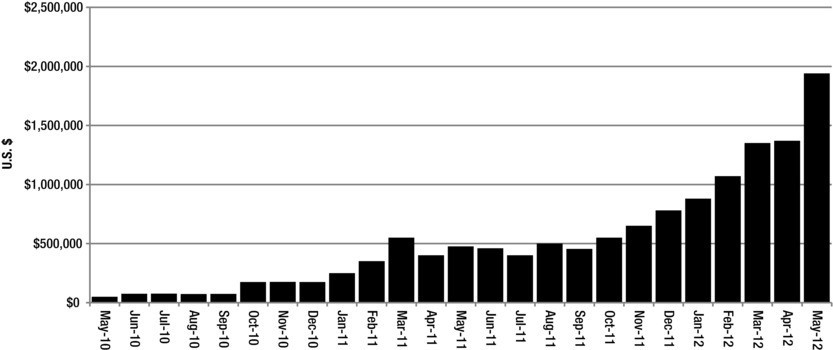 $2,500,000
$2,000,000
$1,500,000
$1,000,000
$500,000
$0
U.S. $
May-10
Jun-10
Jul-10
Aug-10
Sep-10
Oct-10
Nov-10
Dec-10
Jan-11
Feb-11
Mar-11
Apr-11
May-11
Jun-11
Jul-11
Aug-11
Sep-11
Oct-11
Nov-11
Dec-11
Jan-12
Feb-12
Mar-12
Apr-12
May-12